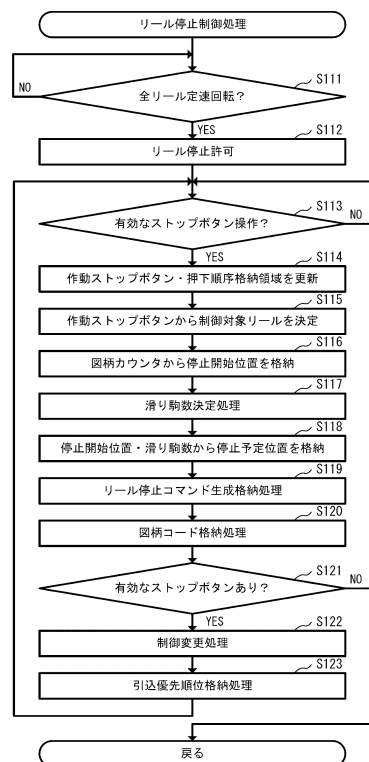 リール停止制御処理
S111
全リール定速回転？
NO
YES
S112
リール停止許可
S113
有効なストップボタン操作？
NO
YES
S114
作動ストップボタン・押下順序格納領域を更新
S115
作動ストップボタンから制御対象リールを決定
S116
図柄カウンタから停止開始位置を格納
S117
滑り駒数決定処理
S118
停止開始位置・滑り駒数から停止予定位置を格納
S119
リール停止コマンド生成格納処理
S120
図柄コード格納処理
S121
有効なストップボタンあり？
NO
YES
S122
制御変更処理
S123
引込優先順位格納処理
戻る